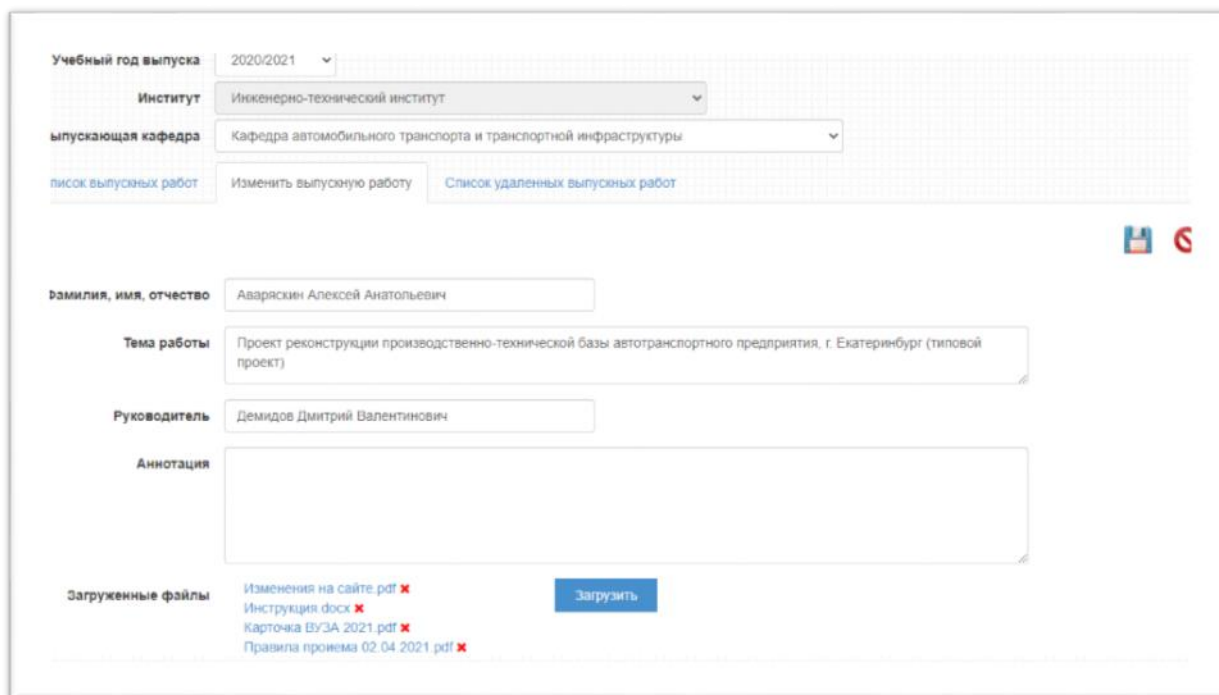 Учебный год выпуска 2020/2021
Институт Инженерно-технический институт
ыпускающая кафедра Кафедра автомобильного транспорта и транспортной инфраструктуры
писок выпускных работ Изменить выпускную работу Список удаленных выпускных работ
Фамилия, имя, отчество Аваряскин Алексей Анатольевич
Тема работы Проект реконструкции производственно-технической базы автотранспортного предприятия, г. Екатеринбург (типовой
проект)
Руководитель Демидов Дмитрий Валентинович
Аннотация
Загруженные файлы Изменения на сайте.pdf Загрузить
Инструкция.docx
Карточка ВУЗА 2021.pdf
Правила проиема 02.04 2021.pdf